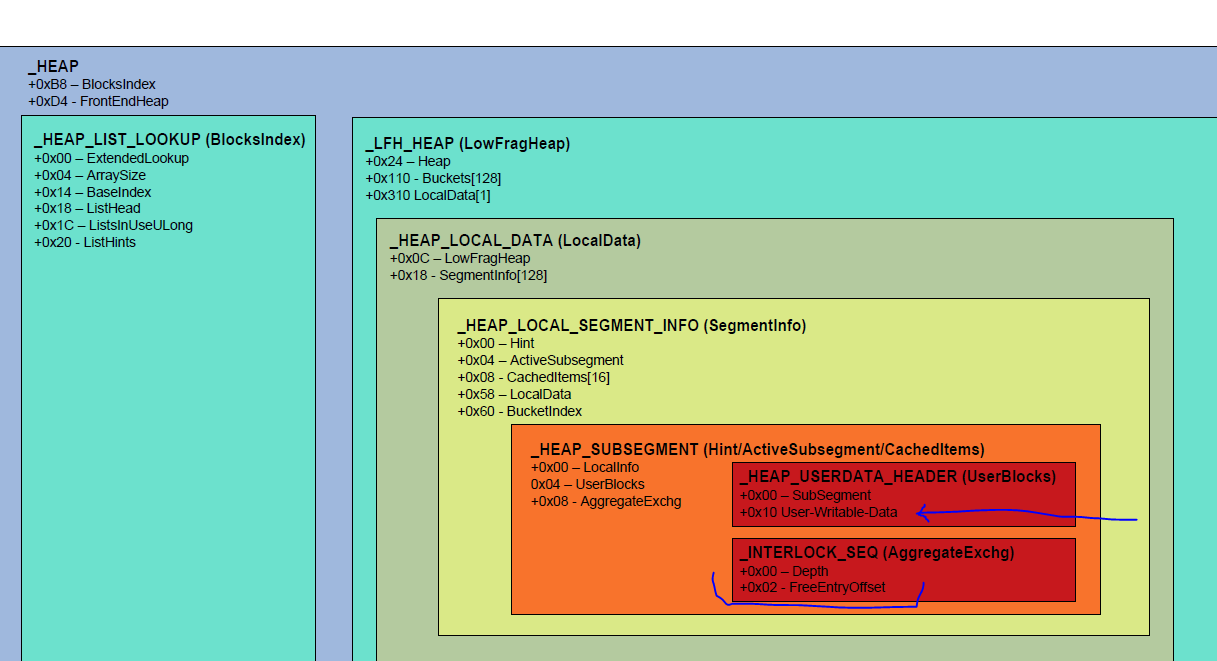 _HEAP
+0xB8 – BlocksIndex
+0xD4 - FrontEndHeap
_HEAP_LIST_LOOKUP (BlocksIndex)
+0x00 – ExtendedLookup
+0x04 – ArraySize
+0x14 – BaseIndex
+0x18 – ListHead
+0x1C – ListsInUseULong
+0x20 - ListHints
_LFH_HEAP (LowFragHeap)
+0x24 – Heap
+0x110 - Buckets[128]
+0x310 LocalData[1]
_HEAP_LOCAL_DATA (LocalData)
+0x0C – LowFragHeap
+0x18 - SegmentInfo[128]
_HEAP_LOCAL_SEGMENT_INFO (SegmentInfo)
+0x00 – Hint
+0x04 – ActiveSubsegment
+0x08 - CachedItems[16]
+0x58 – LocalData
+0x60 - BucketIndex
_HEAP_SUBSEGMENT (Hint/ActiveSubsegment/CachedItems)
+0x00 – LocalInfo
0x04 – UserBlocks
+0x08 - AggregateExchg
_HEAP_USERDATA_HEADER (UserBlocks)
+0x00 – SubSegment
+0x10 User-Writable-Data
_INTERLOCK_SEQ (AggregateExchg)
+0x00 – Depth
+0x02 - FreeEntryOffset